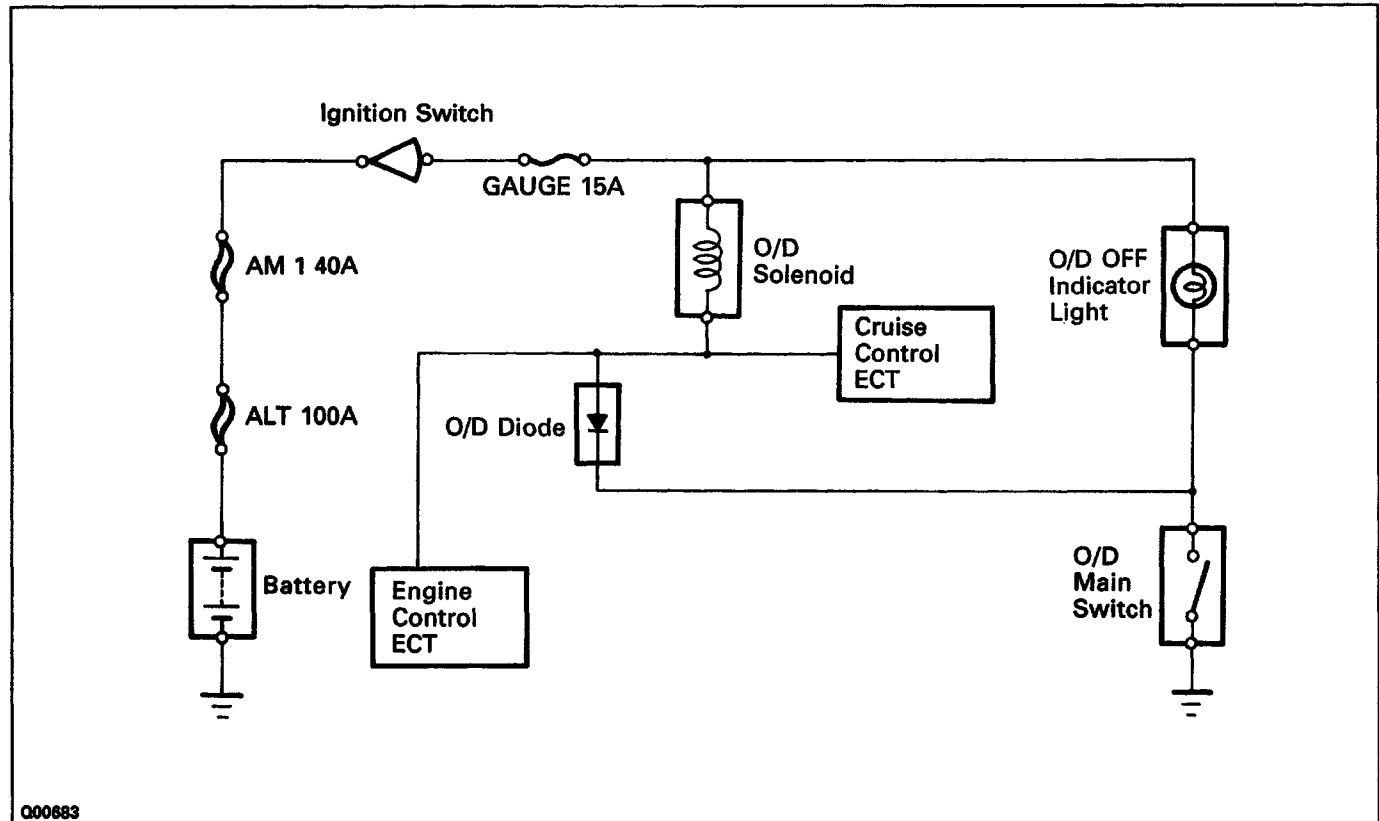 Ignition Switch
GAUGE 15A
AM 1 40A
O/D
Solenoid
O/D OFF
Indicator
Light
Cruise
Control
ECT
ALT 100A
O/D Diode
Battery
Engine
Control
ECT
O/D
Main
Switch
Q00683